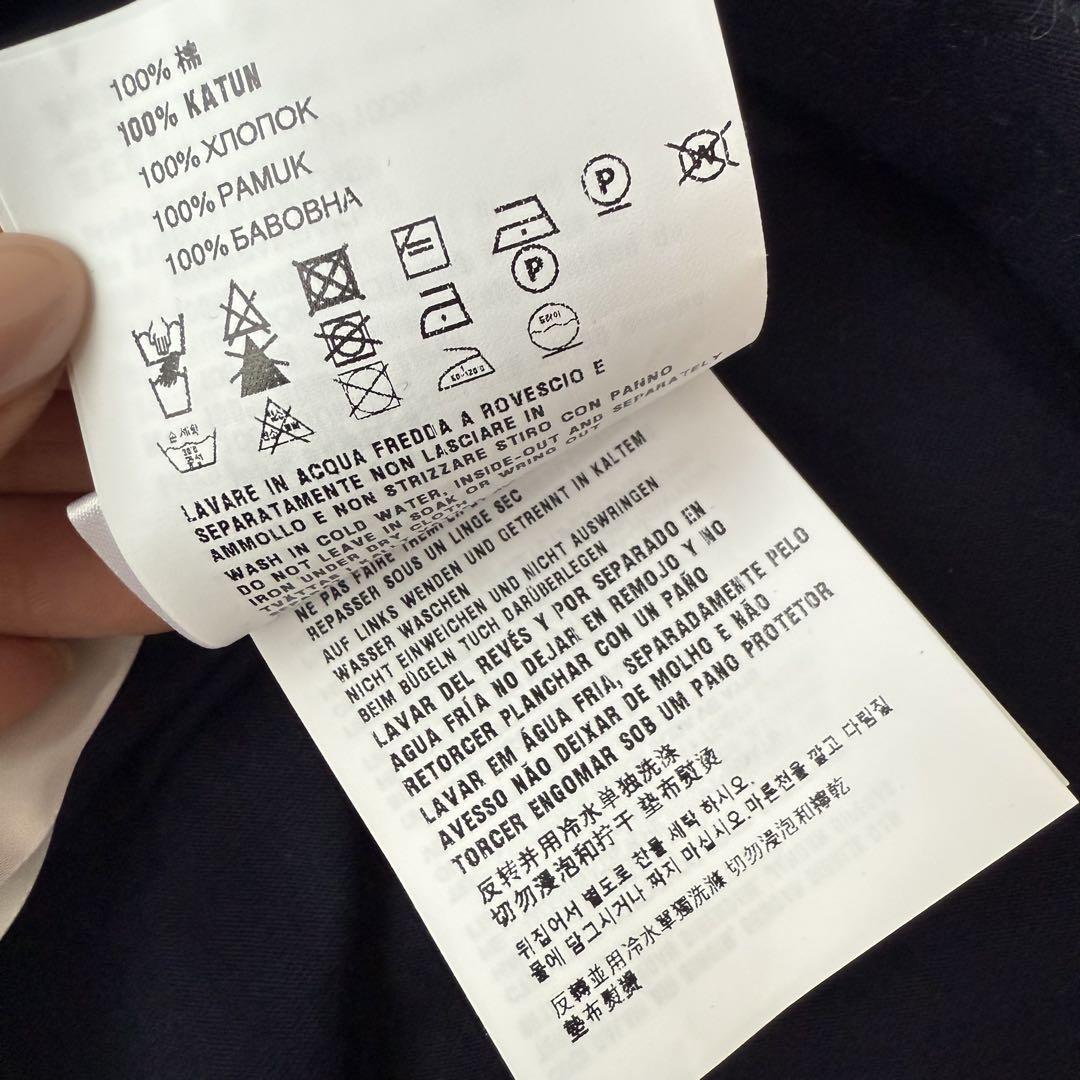 100% 棉
100% KATUN
100% ХЛОПОК
100% PAMUK
100% БАВОВНА
P
W
P
손세탁
30℃
중성
80-120℃
LAVARE IN ACQUA FREDDA A ROVESCIO E
SEPARATAMENTE NON LASCIARE IN
AMMOLLO E NON STRIZZARE STIRO CON PANNO
WASH IN COLD WATER, INSIDE-OUT AND SEPARATELY
DO NOT LEAVE IN SOAK OR WRING OUT
IRON UNDER DRY CLOTH
NE PAS FAIRE
REPASSER SOUS UN LINGE SEC
AUF LINKS WENDEN UND GETRENNT IN KALTEM
WASSER WASCHEN
NICHT EINWEICHEN UND NICHT AUSWRINGEN
BEIM BÜGELN TUCH DARÜBERLEGEN
LAVAR DEL REVÉS Y POR SEPARADO EN
AGUA FRÍA NO DEJAR EN REMOJO Y NO
RETORCER PLANCHAR CON UN PAÑO
LAVAR EM ÁGUA FRIA, SEPARADAMENTE PELO
AVESSO NÃO DEIXAR DE MOLHO E NÃO
TORCER ENGOMAR SOB UM PANO PROTETOR
反转并用冷水单独洗涤
切勿浸泡和拧干 垫布熨烫
뒤집어서 별도로 찬물 세탁 하시오.
물에 담그시거나 짜지 마십시오.마른천을 깔고 다림질
反轉並用冷水單獨洗滌 切勿浸泡和擰乾
墊布熨燙